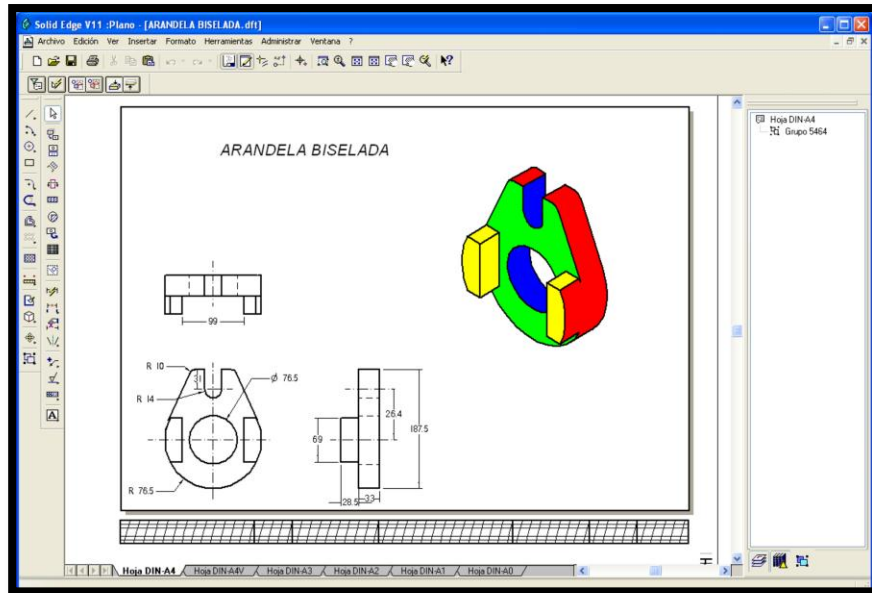 Solid Edge V11 :Plano - [ARANDELA BISELADA.dft]
Archivo Edición Ver Insertar Formato Herramientas Administrar Ventana ?
Hoja DIN-A4
Grupo 5464
ARANDELA BISELADA
99
R 10
31
Ø 76.5
R 14
26.4
187.5
69
R 76.5
28.5
33
Hoja DIN-A4 Hoja DIN-A4V Hoja DIN-A3 Hoja DIN-A2 Hoja DIN-A1 Hoja DIN-A0